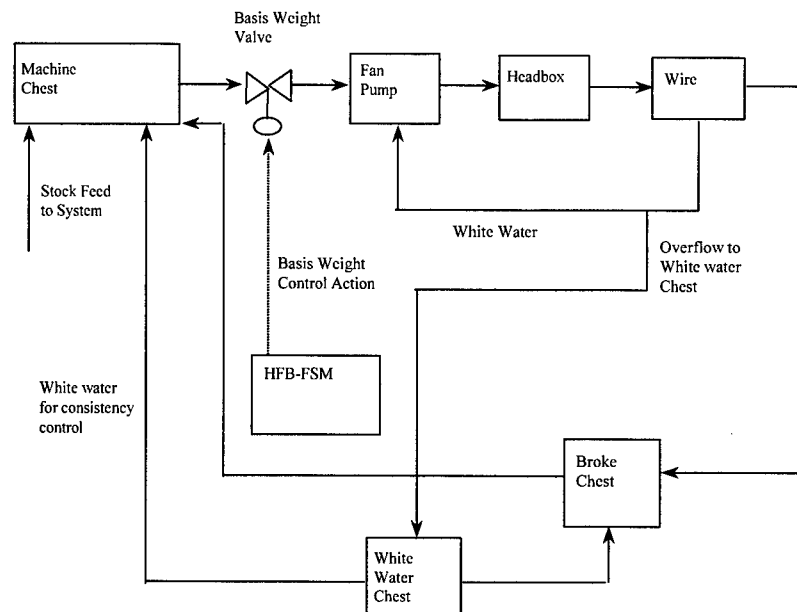 Basis Weight
Valve
Machine
Chest
Fan
Pump
Headbox
Wire
Stock Feed
to System
White Water
Overflow to
White water
Chest
Basis Weight
Control Action
HFB-FSM
White water
for consistency
control
Broke
Chest
White
Water
Chest